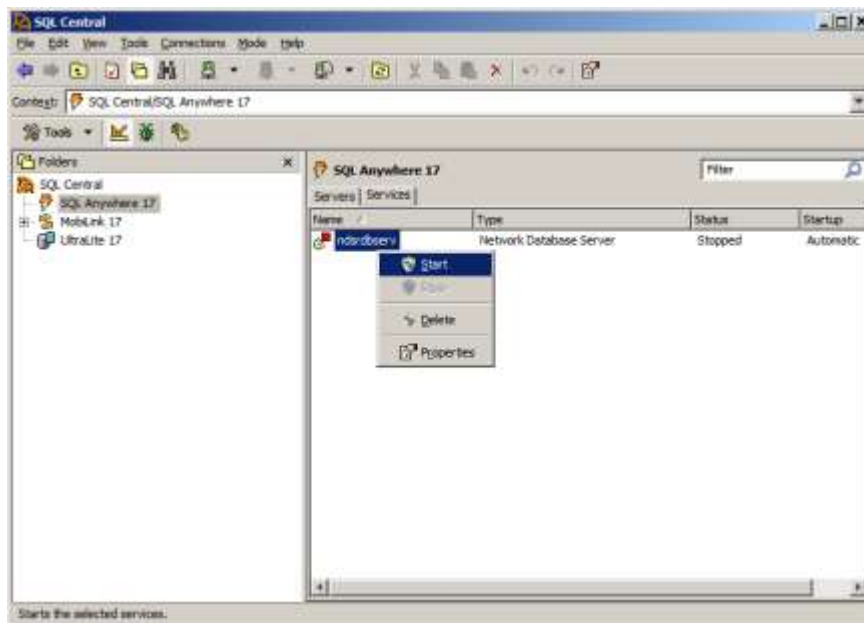 SQL Central
File Edit View Tools Connections Mode Help
Context: SQL Central/SQL Anywhere 17
Tools
Folders
SQL Central
SQL Anywhere 17
MobiLink 17
UltraLite 17
SQL Anywhere 17
Filter
Servers Services
Name Type Status Startup
ndsrdbserv Network Database Server Stopped Automatic
Start
Stop
Delete
Properties
Starts the selected services.